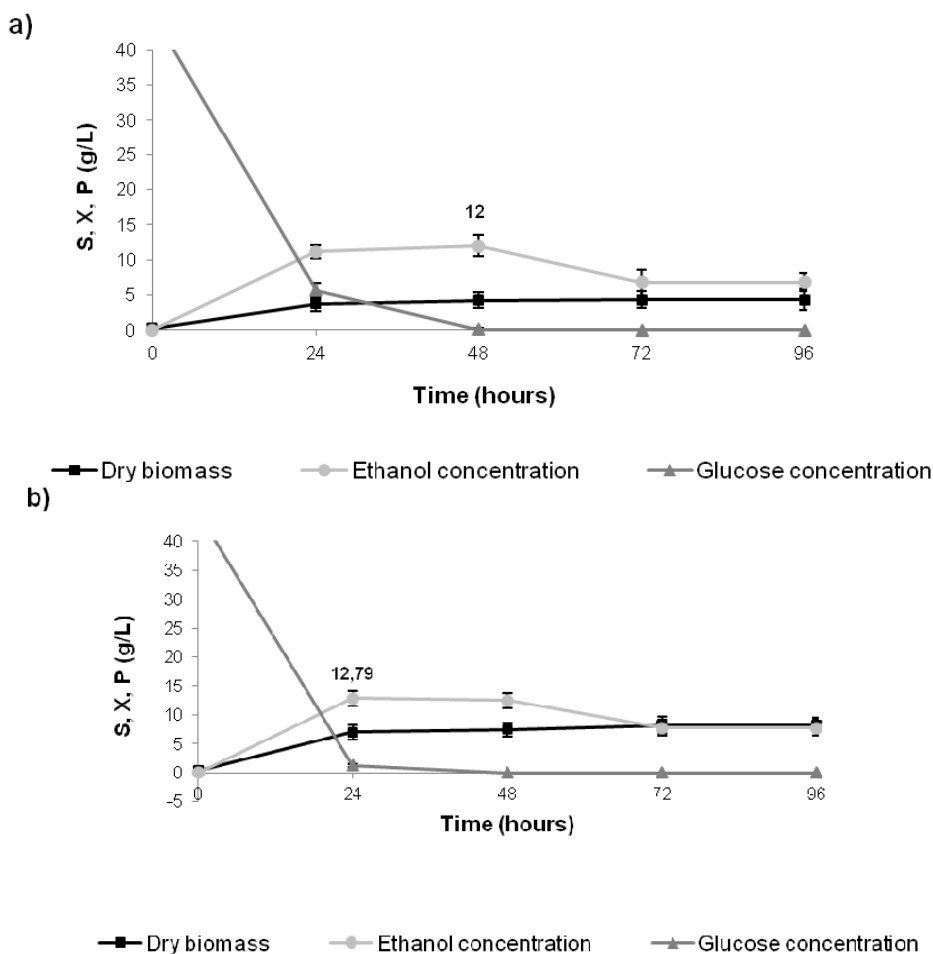 a)
40
35
30
25
20
15
10
5
0
S, X, P (g/L)
12
0 24 48 72 96
Time (hours)
Dry biomass Ethanol concentration Glucose concentration
b)
40
35
30
25
20
15
10
5
0
-5
S, X, P (g/L)
12,79
0 24 48 72 96
Time (hours)
Dry biomass Ethanol concentration Glucose concentration